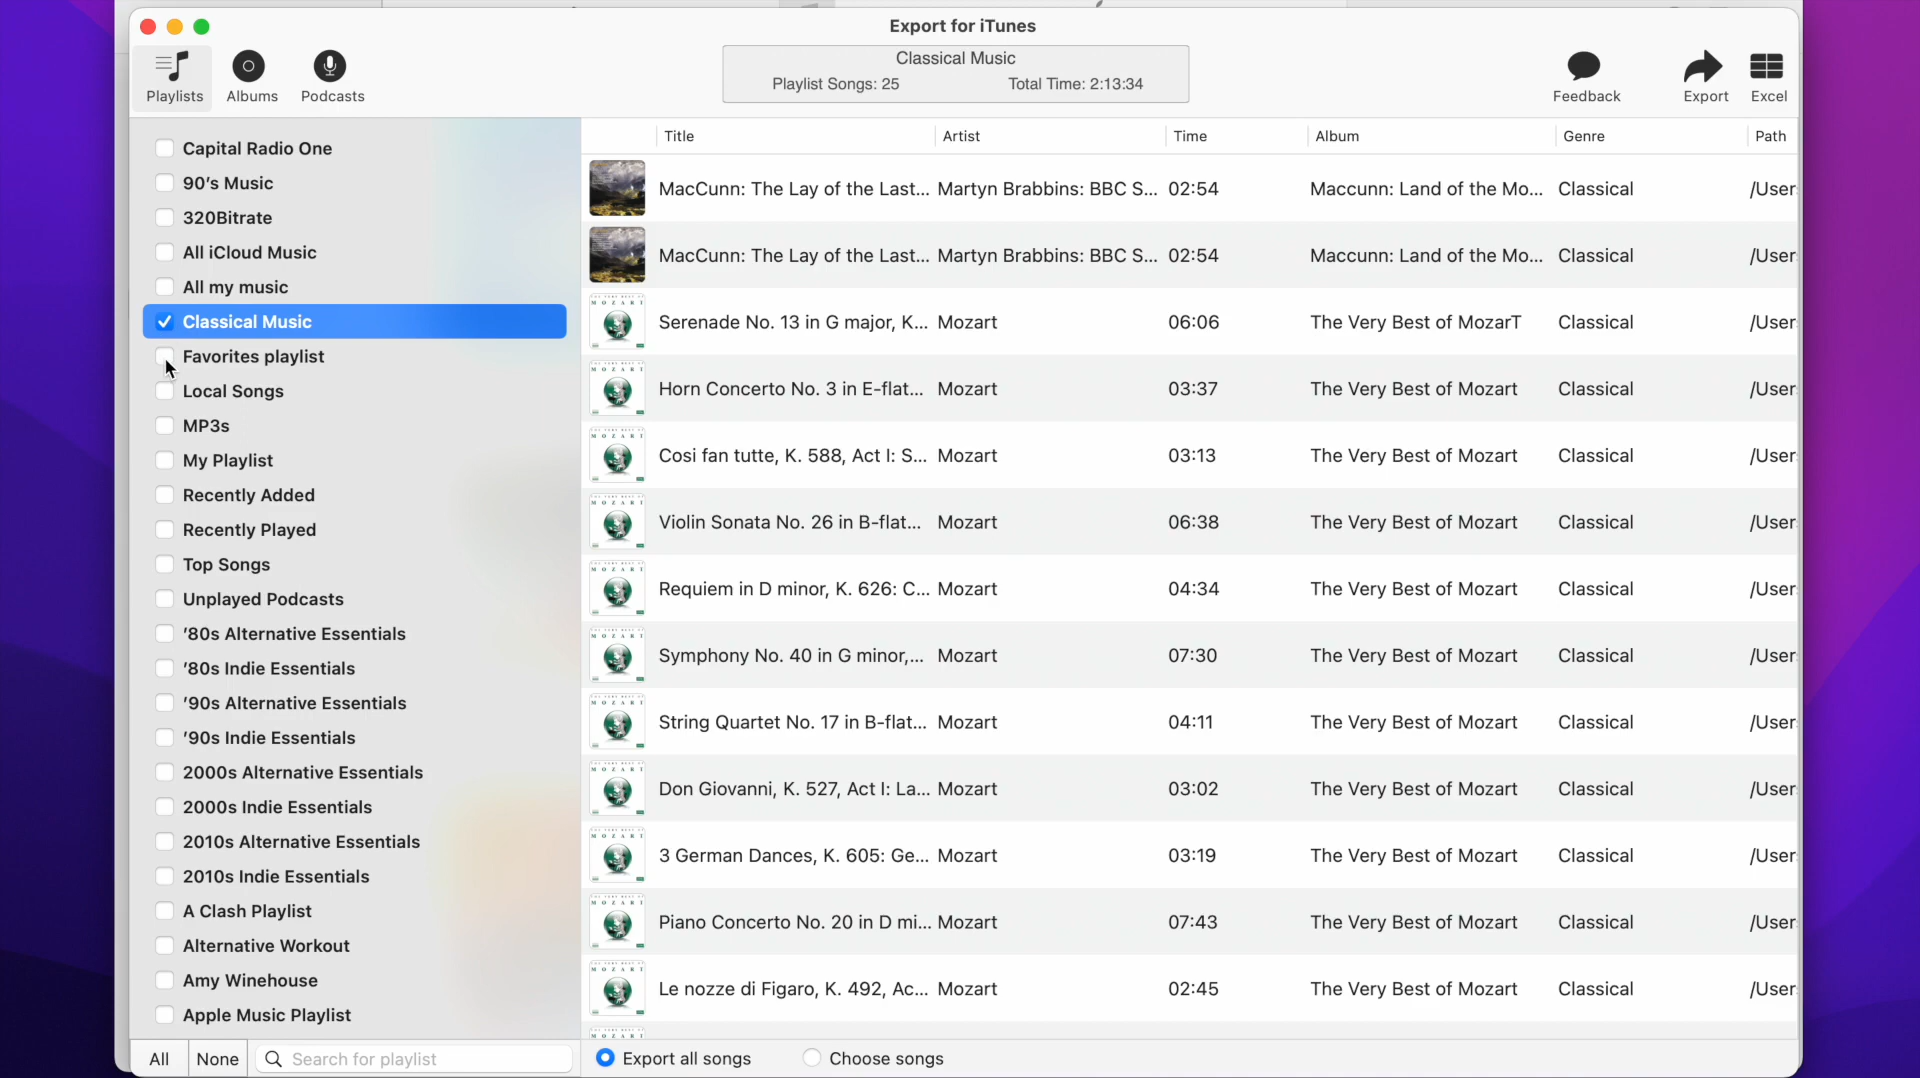 Export for iTunes
Playlists
Albums
Podcasts
Classical Music
Playlist Songs: 25 Total Time: 2:13:34
Feedback
Export
Excel
Capital Radio One
90's Music
320Bitrate
All iCloud Music
All my music
Classical Music
Favorites playlist
Local Songs
MP3s
My Playlist
Recently Added
Recently Played
Top Songs
Unplayed Podcasts
'80s Alternative Essentials
'80s Indie Essentials
'90s Alternative Essentials
'90s Indie Essentials
2000s Alternative Essentials
2000s Indie Essentials
2010s Alternative Essentials
2010s Indie Essentials
A Clash Playlist
Alternative Workout
Amy Winehouse
Apple Music Playlist
All None Search for playlist
Title Artist Time Album Genre Path
MacCunn: The Lay of the Last... Martyn Brabbins: BBC S... 02:54 Maccunn: Land of the Mo... Classical /User
MacCunn: The Lay of the Last... Martyn Brabbins: BBC S... 02:54 Maccunn: Land of the Mo... Classical /User
Serenade No. 13 in G major, K... Mozart 06:06 The Very Best of MozarT Classical /User
Horn Concerto No. 3 in E-flat... Mozart 03:37 The Very Best of Mozart Classical /User
Cosi fan tutte, K. 588, Act I: S... Mozart 03:13 The Very Best of Mozart Classical /User
Violin Sonata No. 26 in B-flat... Mozart 06:38 The Very Best of Mozart Classical /User
Requiem in D minor, K. 626: C... Mozart 04:34 The Very Best of Mozart Classical /User
Symphony No. 40 in G minor,... Mozart 07:30 The Very Best of Mozart Classical /User
String Quartet No. 17 in B-flat... Mozart 04:11 The Very Best of Mozart Classical /User
Don Giovanni, K. 527, Act I: La... Mozart 03:02 The Very Best of Mozart Classical /User
3 German Dances, K. 605: Ge... Mozart 03:19 The Very Best of Mozart Classical /User
Piano Concerto No. 20 in D mi... Mozart 07:43 The Very Best of Mozart Classical /User
Le nozze di Figaro, K. 492, Ac... Mozart 02:45 The Very Best of Mozart Classical /User
Export all songs Choose songs